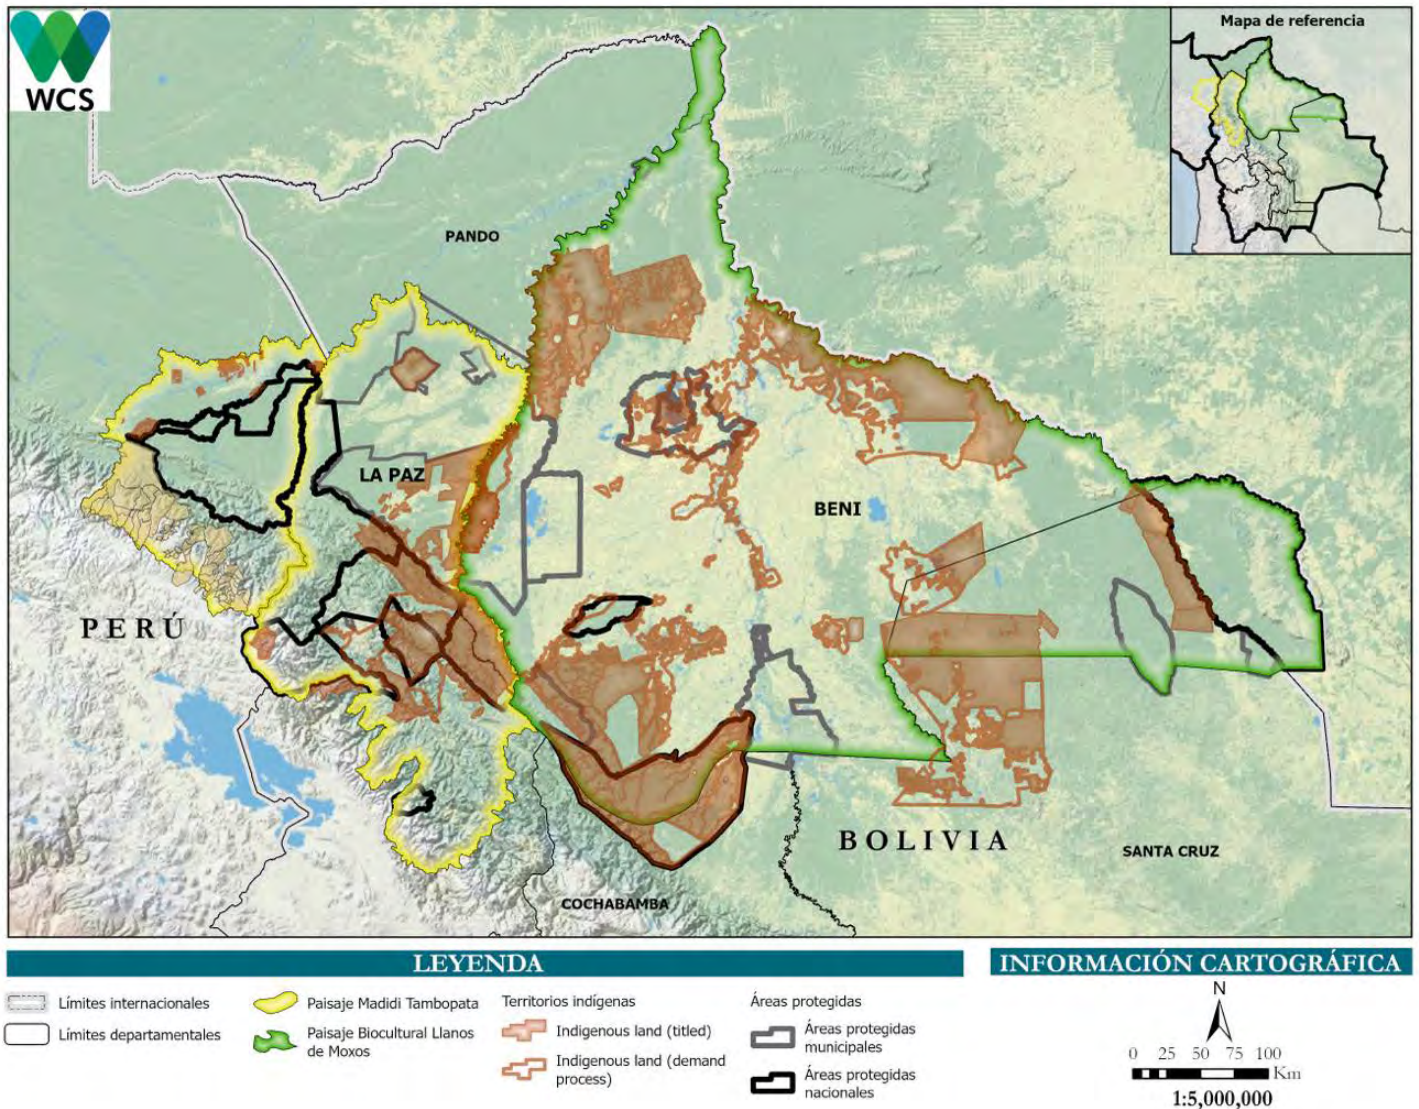 WCS
Mapa de referencia
PANDO
LA PAZ
BENI
PERÚ
BOLIVIA
SANTA CRUZ
COCHABAMBA
LEYENDA
Límites internacionales
Límites departamentales
Paisaje Madidi Tambopata
Paisaje Biocultural Llanos
de Moxos
Territorios indígenas
Indigenous land (titled)
Indigenous land (demand
process)
Áreas protegidas
Áreas protegidas
municipales
Áreas protegidas
nacionales
INFORMACIÓN CARTOGRÁFICA
N
0 25 50 75 100
Km
1:5,000,000